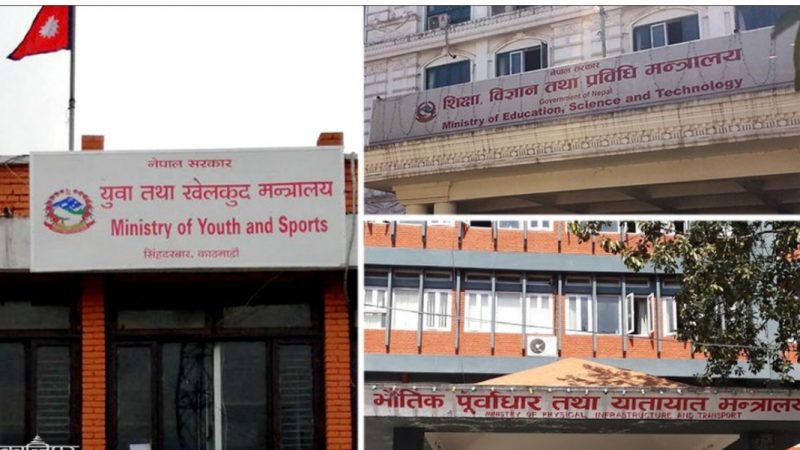 नेपाल सरकार
युवा तथा खेलकुद मन्त्रालय
Ministry of Youth and Sports
सिंहदरबार, काठमाडौं
नेपाल सरकार
शिक्षा, विज्ञान तथा प्रविधि मन्त्रालय
Government of Nepal
Ministry of Education, Science and Technology
भौतिक पूर्वाधार तथा यातायात मन्त्रालय
MINISTRY OF PHYSICAL INFRASTRUCTURE AND TRANSPORT